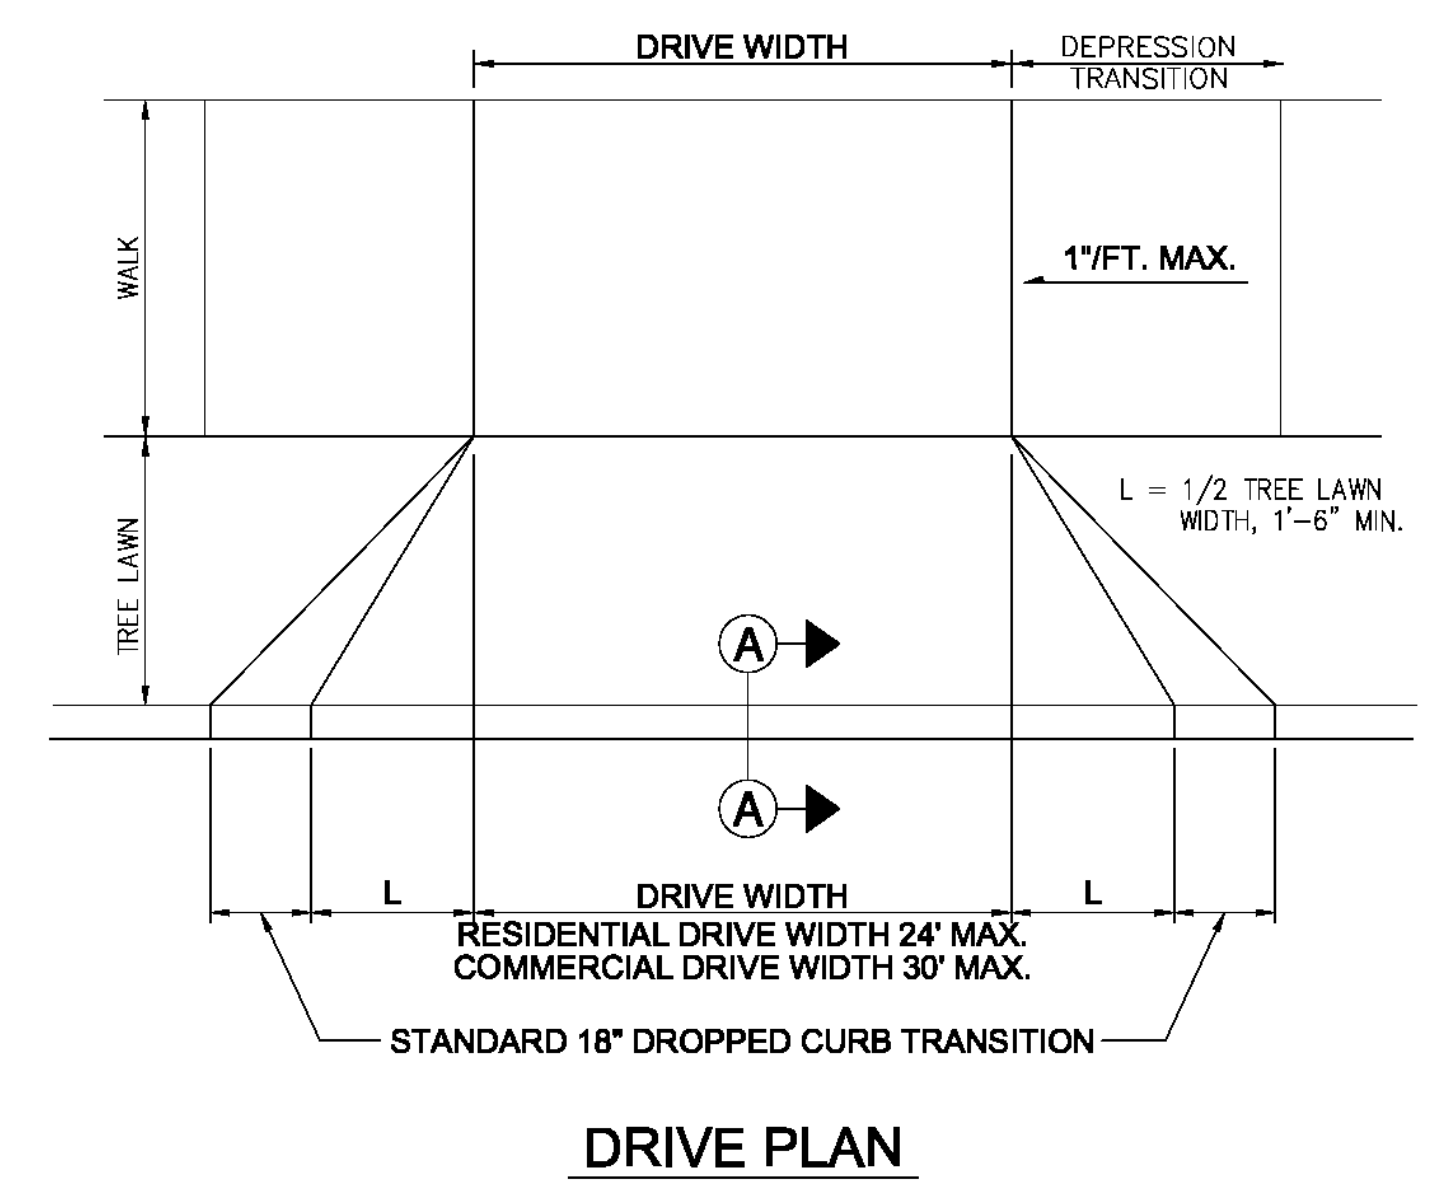 DRIVE WIDTH
DEPRESSION
TRANSITION
WALK
1"/FT. MAX.
TREE LAWN
L = 1/2 TREE LAWN
WIDTH, 1'-6" MIN.
A
A
L
DRIVE WIDTH
L
RESIDENTIAL DRIVE WIDTH 24' MAX.
COMMERCIAL DRIVE WIDTH 30' MAX.
STANDARD 18" DROPPED CURB TRANSITION
DRIVE PLAN